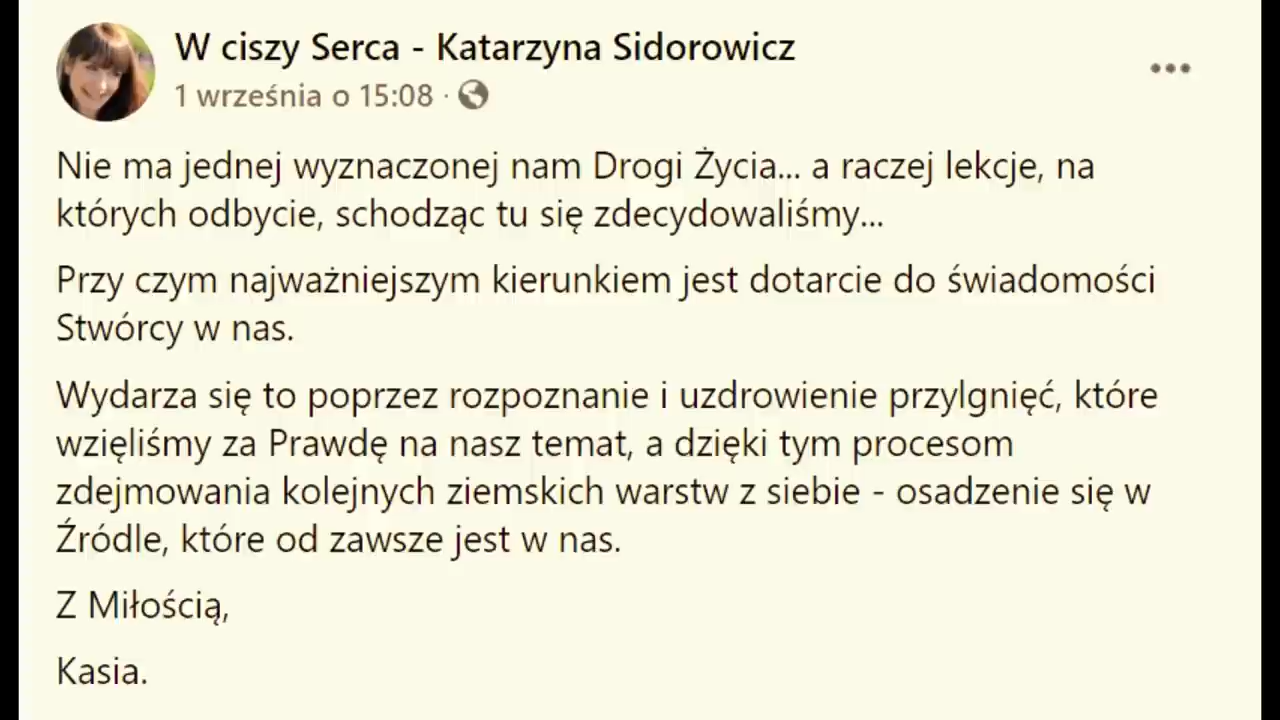 W ciszy Serca - Katarzyna Sidorowicz
1 września o 15:08 ·
Nie ma jednej wyznaczonej nam Drogi Życia... a raczej lekcje, na
których odbycie, schodząc tu się zdecydowaliśmy...
Przy czym najważniejszym kierunkiem jest dotarcie do świadomości
Stwórcy w nas.
Wydarza się to poprzez rozpoznanie i uzdrowienie przylgnięć, które
wzięliśmy za Prawdę na nasz temat, a dzięki tym procesom
zdejmowania kolejnych ziemskich warstw z siebie - osadzenie się w
Źródle, które od zawsze jest w nas.
Z Miłością,
Kasia.